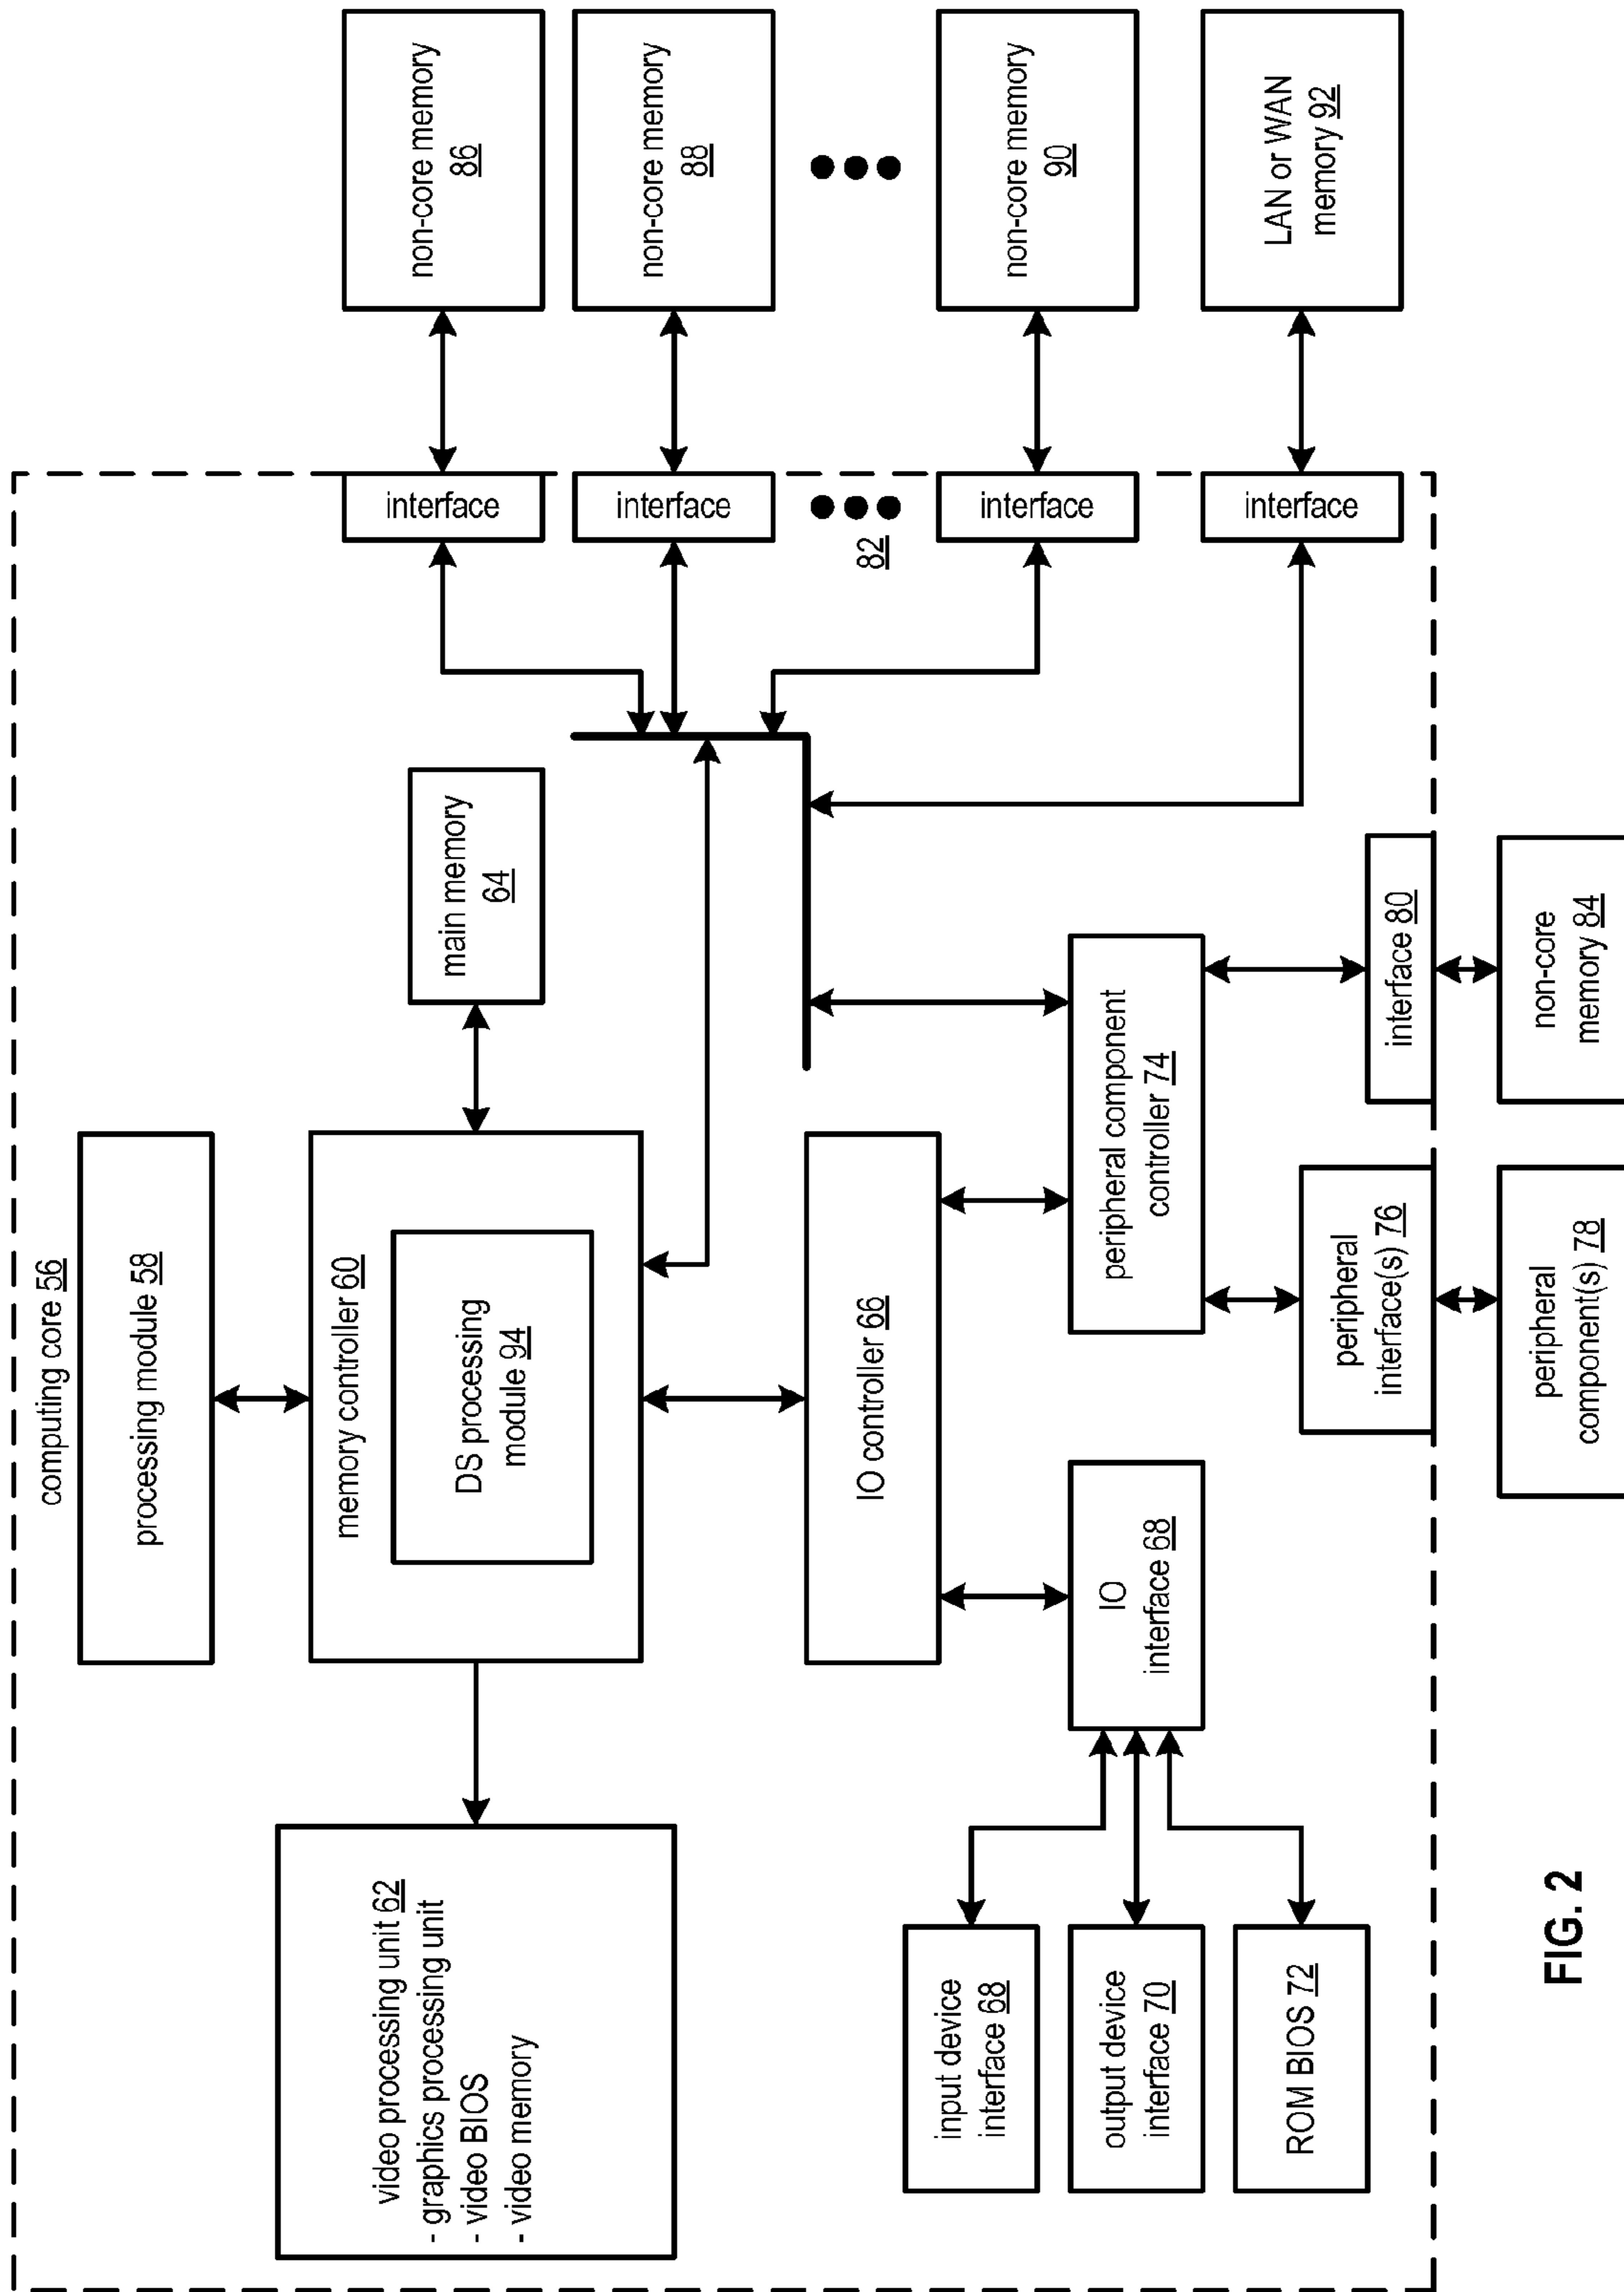 computing core 56
processing module 58
memory controller 60
DS processing
module 94
main memory
64
video processing unit 62
- graphics processing unit
- video BIOS
- video memory
IO controller 66
IO
interface 68
input device
interface 68
output device
interface 70
ROM BIOS 72
peripheral component
controller 74
peripheral
interface(s) 76
interface 80
peripheral
component(s) 78
non-core
memory 84
interface
interface
82
interface
interface
non-core memory
86
non-core memory
88
non-core memory
90
LAN or WAN
memory 92
FIG. 2